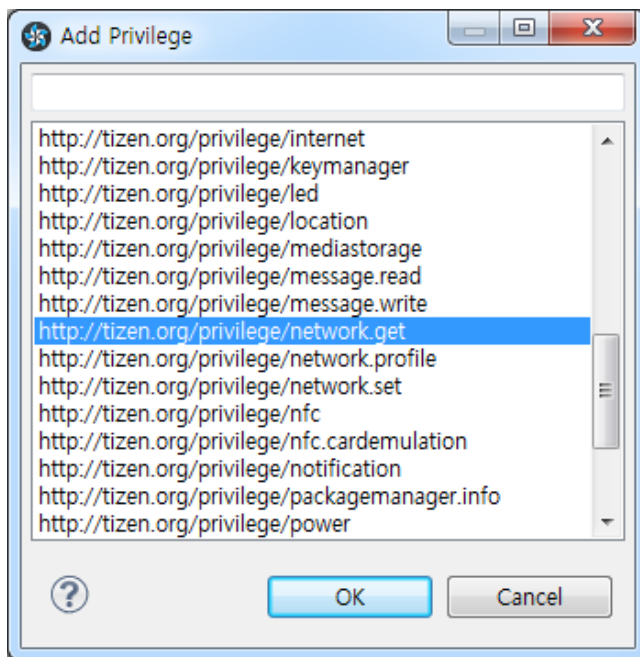 Add Privilege
http://tizen.org/privilege/internet
http://tizen.org/privilege/keymanager
http://tizen.org/privilege/led
http://tizen.org/privilege/location
http://tizen.org/privilege/mediastorage
http://tizen.org/privilege/message.read
http://tizen.org/privilege/message.write
http://tizen.org/privilege/network.get
http://tizen.org/privilege/network.profile
http://tizen.org/privilege/network.set
http://tizen.org/privilege/nfc
http://tizen.org/privilege/nfc.cardemulation
http://tizen.org/privilege/notification
http://tizen.org/privilege/packagemanager.info
http://tizen.org/privilege/power
? OK Cancel